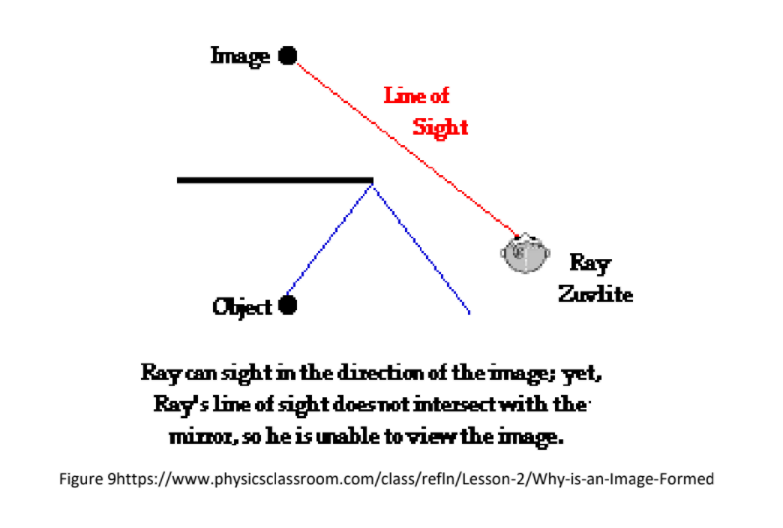 Image
Line of
Sight
Ray
Zuvlite
Object
Ray can sight in the direction of the image; yet,
Ray's line of sight does not intersect with the
mirror, so he is unable to view the image.
Figure 9https://www.physicsclassroom.com/class/refln/Lesson-2/Why-is-an-Image-Formed